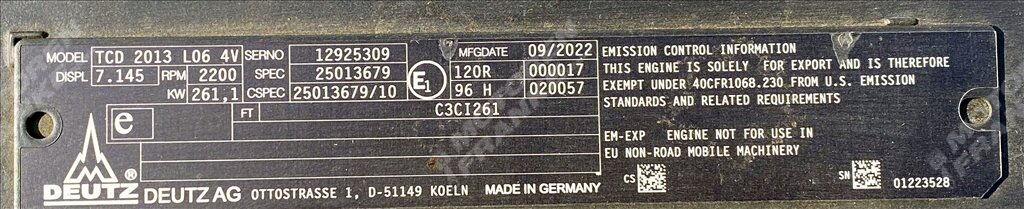 MODEL TCD 2013 L06 4V SERNO 12925309 MFGDATE 09/2022
DISPL 7.145 RPM 2200 SPEC 25013679 E1 120R 000017
KW 261,1 CSPEC 25013679/10 96 H 020057
e FT C3CI261
EMISSION CONTROL INFORMATION
THIS ENGINE IS SOLELY FOR EXPORT AND IS THEREFORE
EXEMPT UNDER 40CFR1068.230 FROM U.S. EMISSION
STANDARDS AND RELATED REQUIREMENTS
EM-EXP ENGINE NOT FOR USE IN
EU NON-ROAD MOBILE MACHINERY
CS SN 01223528
DEUTZ ® DEUTZ AG OTTOSTRASSE 1, D-51149 KOELN MADE IN GERMANY